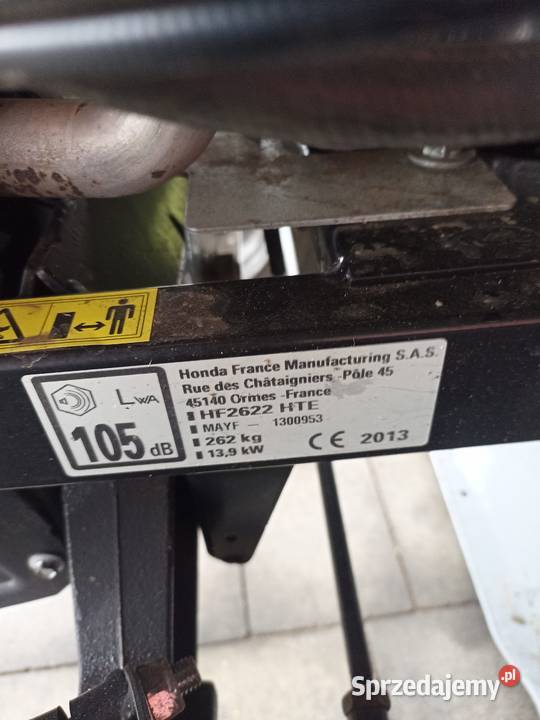 Honda France Manufacturing S.A.S.
Rue des Châtaigniers -Pôle 45
45140 Ormes -France
HF2622 HTE
MAYF - 1300953
262 kg
13,9 kW
CE 2013
LWA
105 dB
Sprzedajemy.pl